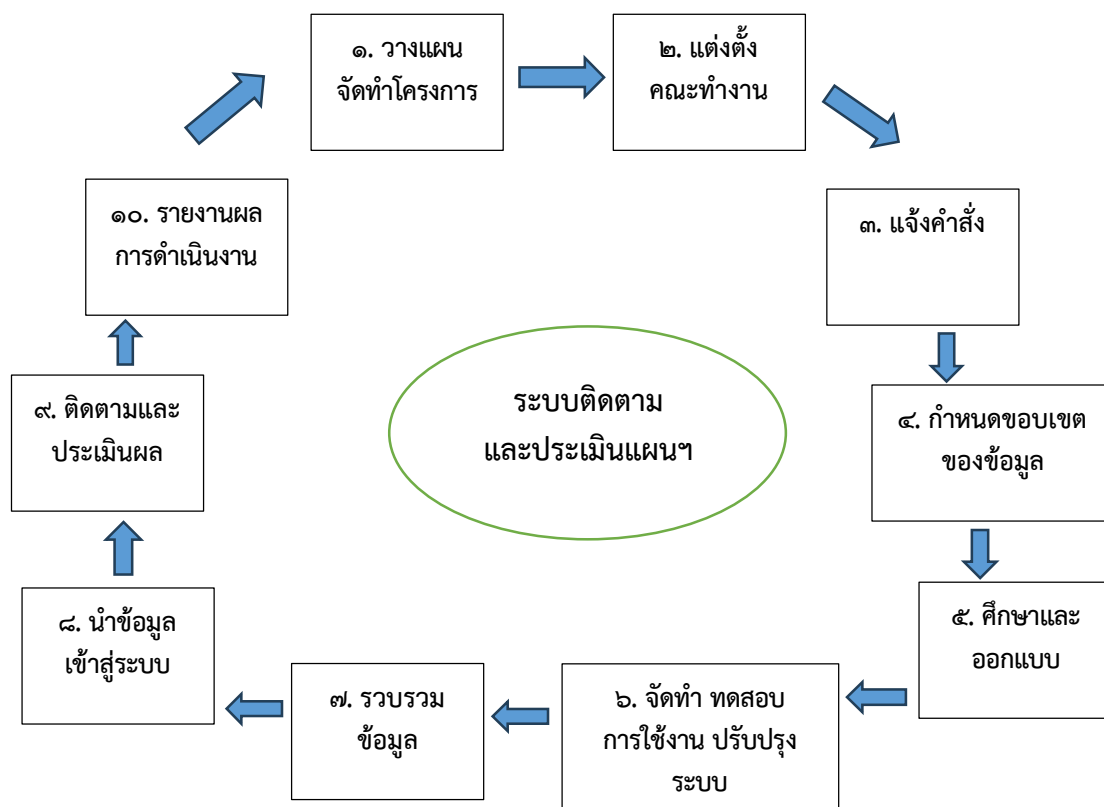 ๑. วางแผน
จัดทำโครงการ
๒. แต่งตั้ง
คณะทำงาน
๓. แจ้งคำสั่ง
๔. กำหนดขอบเขต
ของข้อมูล
๕. ศึกษาและ
ออกแบบ
๖. จัดทำ ทดสอบ
การใช้งาน ปรับปรุง
ระบบ
๗. รวบรวม
ข้อมูล
๘. นำข้อมูล
เข้าสู่ระบบ
๙. ติดตามและ
ประเมินผล
๑๐. รายงานผล
การดำเนินงาน
ระบบติดตาม
และประเมินแผนฯ